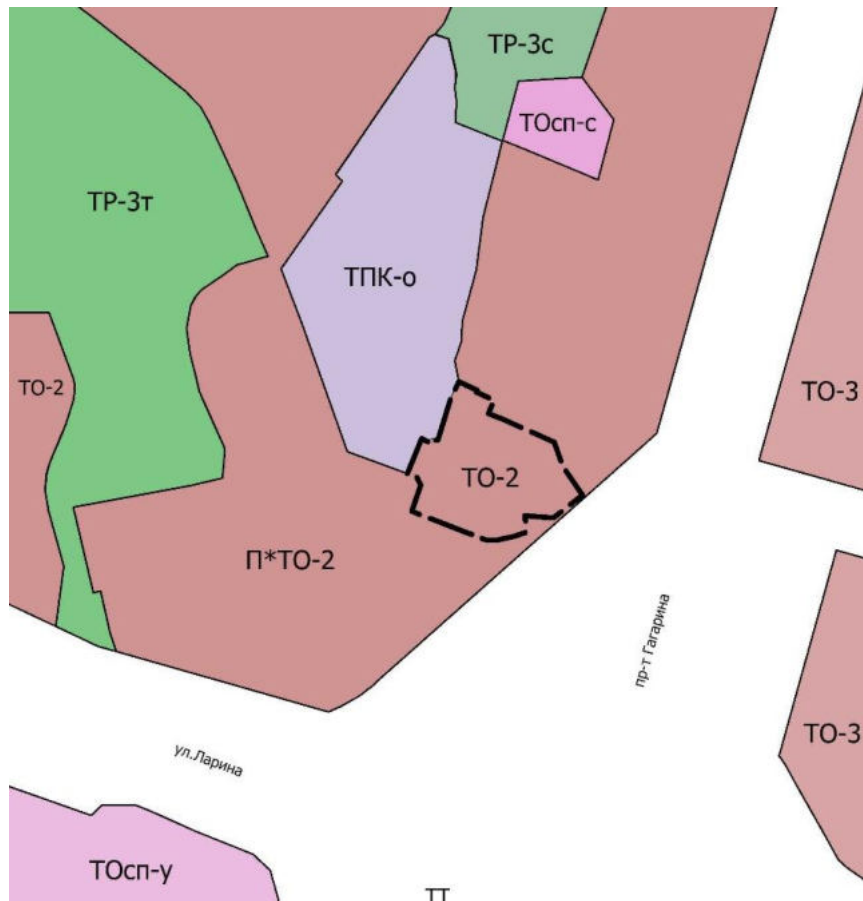 ТР-3с
ТОсп-с
ТР-3т
ТПК-о
ТО-2
ТО-3
ТО-2
П*ТО-2
пр-т Гагарина
ТО-3
ул.Ларина
ТОсп-у
ТТ